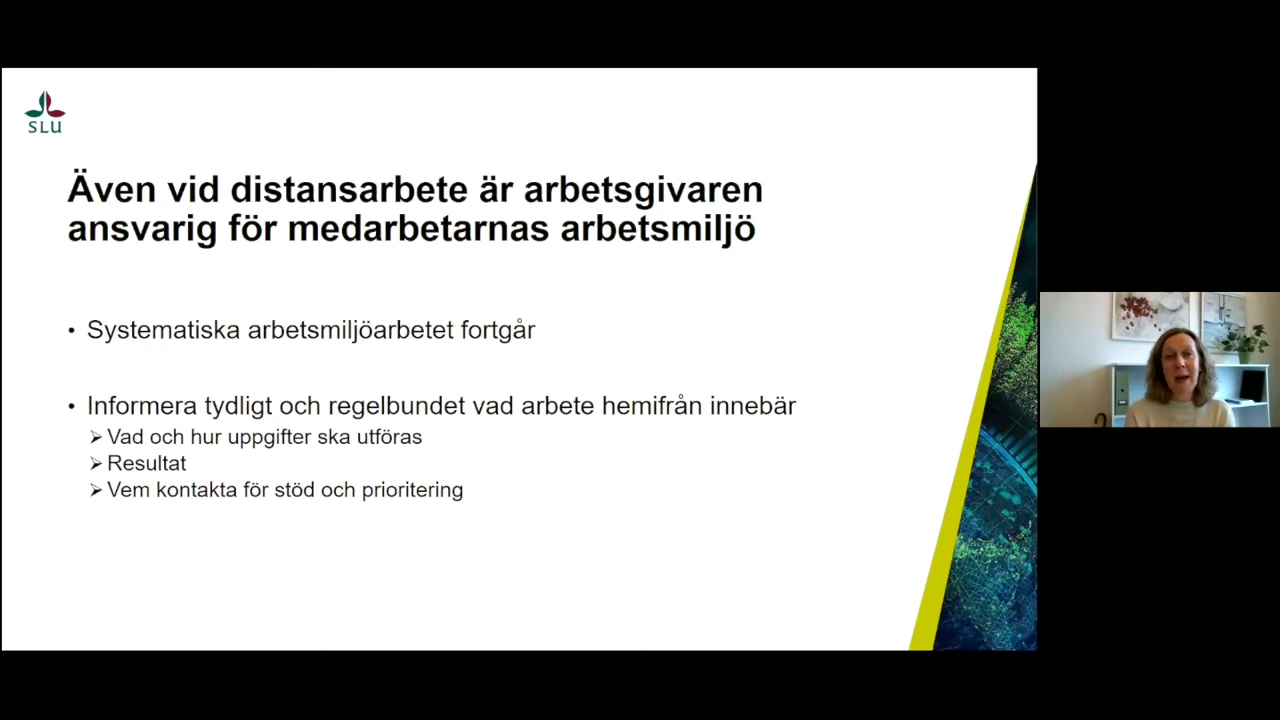 SLU
Även vid distansarbete är arbetsgivaren
ansvarig för medarbetarnas arbetsmiljö
• Systematiska arbetsmiljöarbetet fortgår
• Informera tydligt och regelbundet vad arbete hemifrån innebär
➢ Vad och hur uppgifter ska utföras
➢ Resultat
➢ Vem kontakta för stöd och prioritering